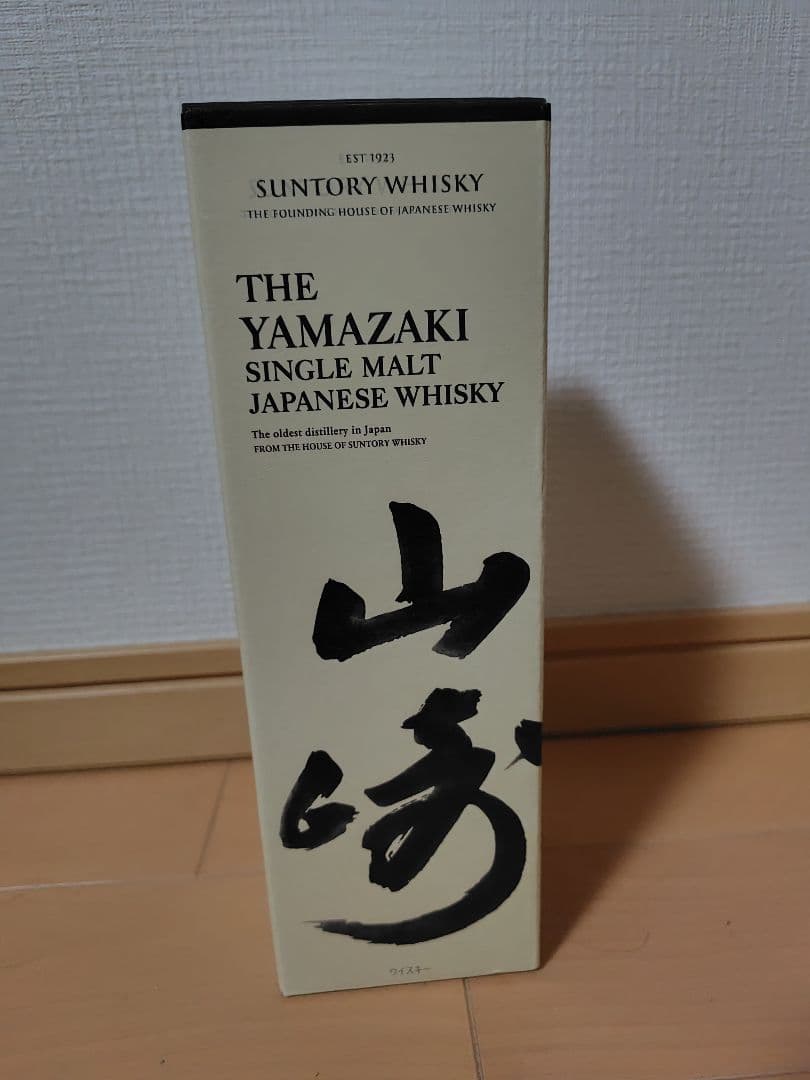 EST 1923
SUNTORY WHISKY
THE FOUNDING HOUSE OF JAPANESE WHISKY
THE
YAMAZAKI
SINGLE MALT
JAPANESE WHISKY
The oldest distillery in Japan
FROM THE HOUSE OF SUNTORY WHISKY
山
崎
ウイスキー